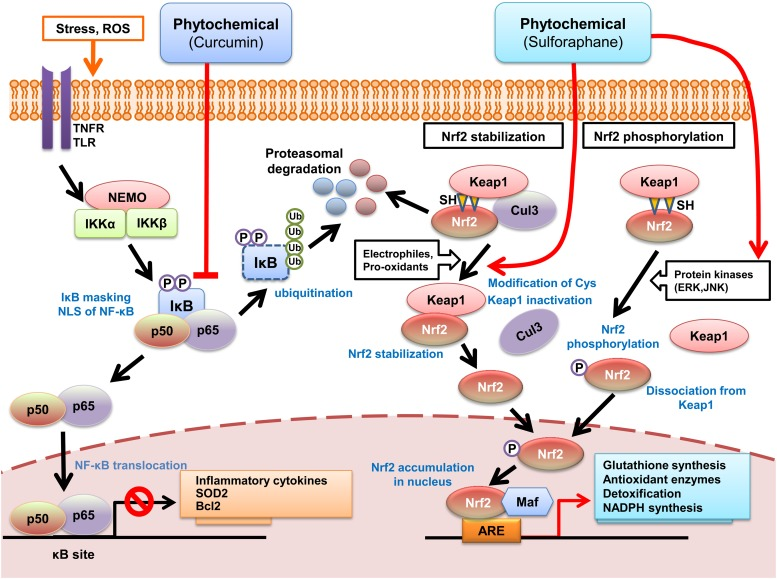 Stress, ROS
Phytochemical
(Curcumin)
Phytochemical
(Sulforaphane)
TNFR
TLR
Nrf2 stabilization
Nrf2 phosphorylation
Proteasomal
degradation
NEMO
IKKα
IKKβ
Keap1
SH
Nrf2
Cul3
Keap1
SH
Nrf2
P P
IκB
Ub
Ub
Ub
Ub
ubiquitination
P P
IκB
p50
p65
IκB masking
NLS of NF-κB
Electrophiles,
Pro-oxidants
Modification of Cys
Keap1 inactivation
Protein kinases
(ERK,JNK)
Keap1
Nrf2
Cul3
Nrf2 stabilization
Nrf2
Nrf2
phosphorylation
Keap1
P
Nrf2
Dissociation from
Keap1
p50
p65
NF-κB translocation
P
Nrf2
Nrf2 accumulation
in nucleus
Inflammatory cytokines
SOD2
Bcl2
Glutathione synthesis
Antioxidant enzymes
Detoxification
NADPH synthesis
p50
p65
κB site
Nrf2
Maf
ARE